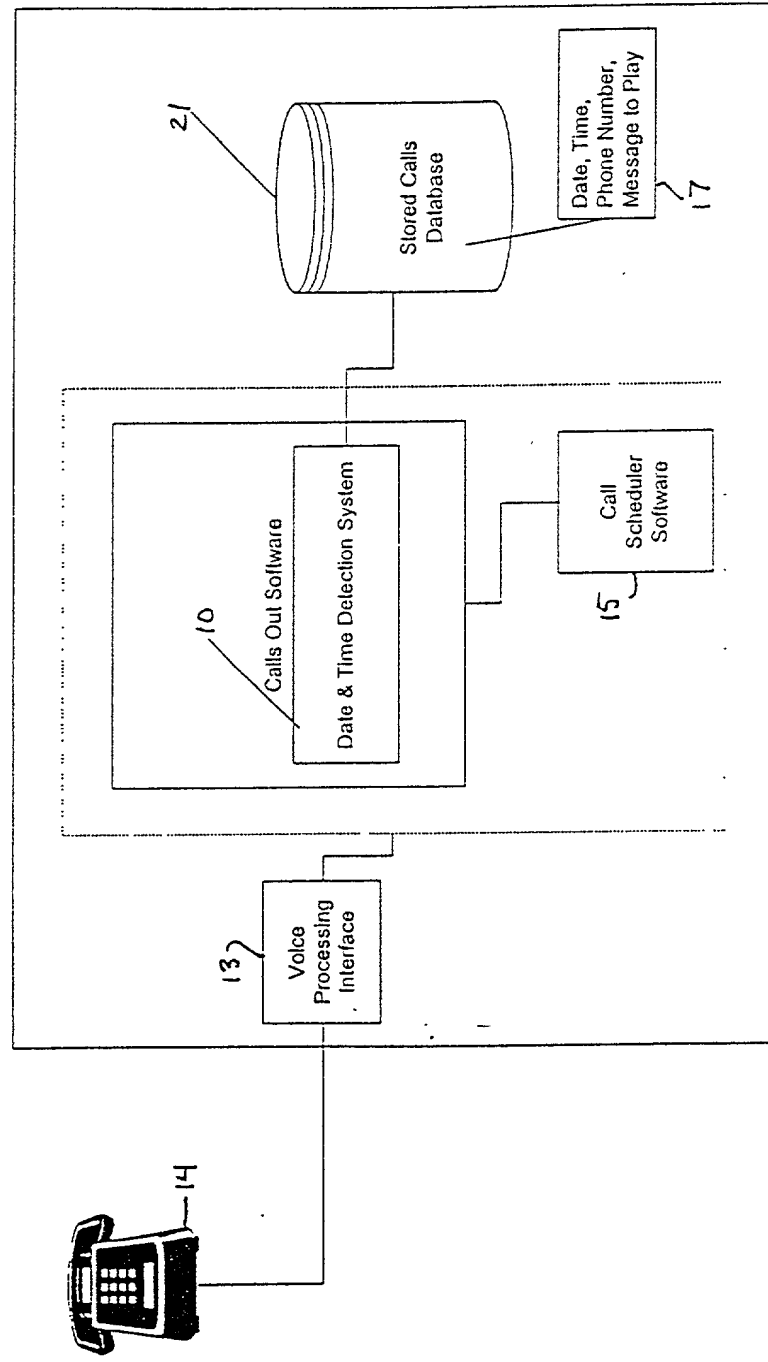 14
13
Voice
Processing
Interface
10
Calls Out Software
Date & Time Detection System
15
Call
Scheduler
Software
21
Stored Calls
Database
Date, Time,
Phone Number,
Message to Play
17